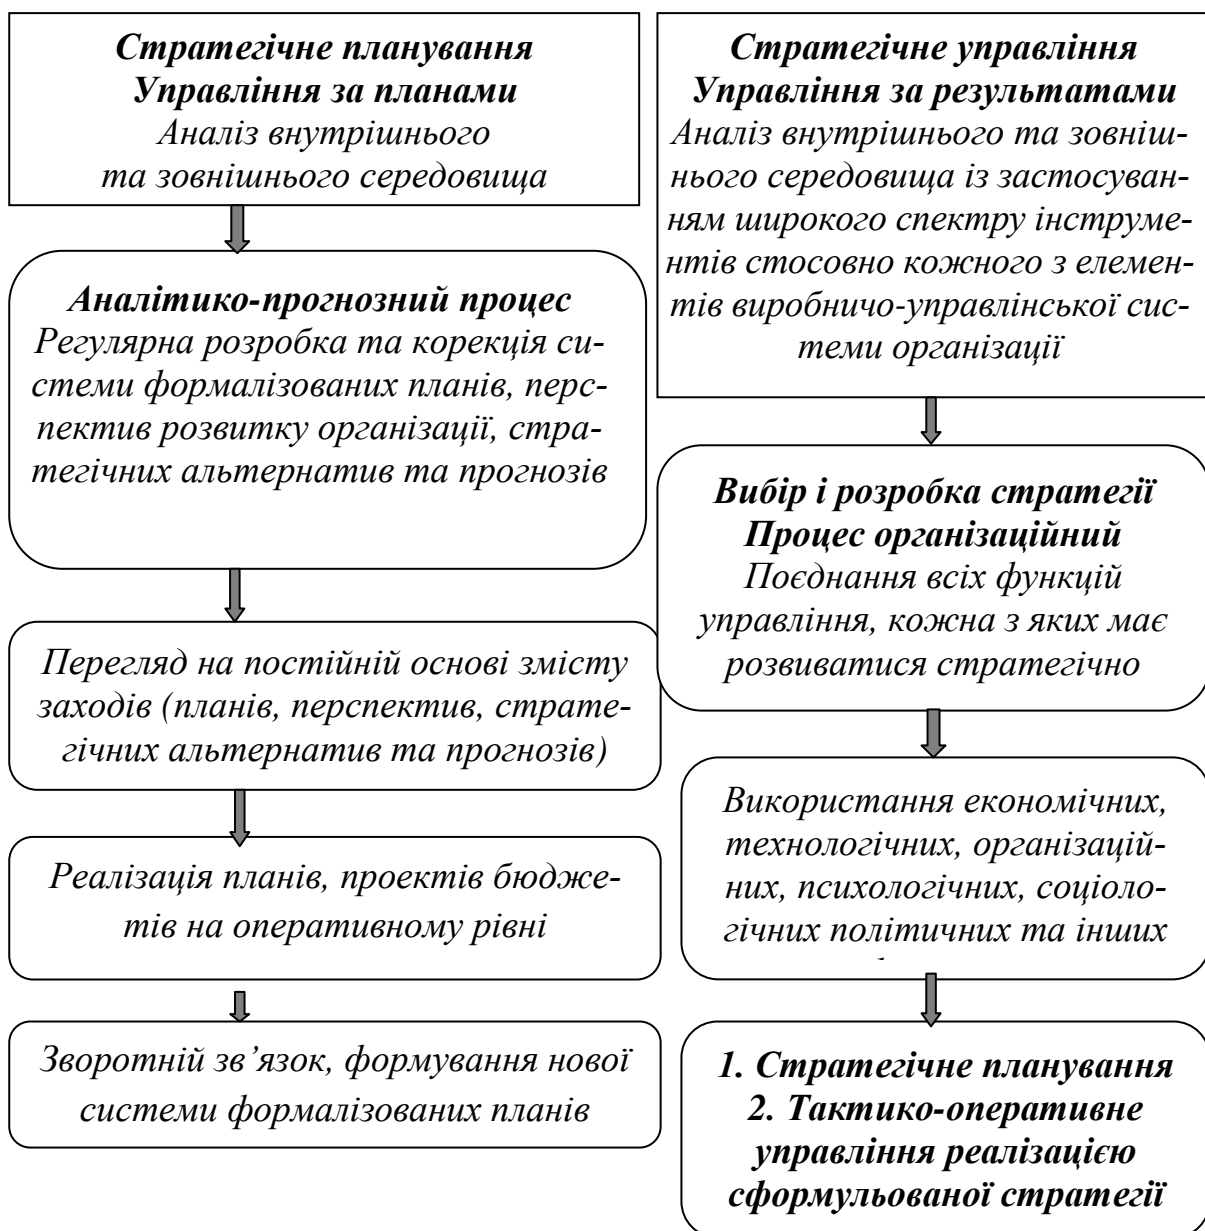 Стратегічне планування
Управління за планами
Аналіз внутрішнього
та зовнішнього середовища
Аналітико-прогнозний процес
Регулярна розробка та корекція си-
стеми формалізованих планів, перс-
пектив розвитку організації, стра-
тегічних альтернатив та прогнозів
Перегляд на постійній основі змісту
заходів (планів, перспектив, страте-
гічних альтернатив та прогнозів)
Реалізація планів, проектів бюдже-
тів на оперативному рівні
Зворотній зв’язок, формування нової
системи формалізованих планів
Стратегічне управління
Управління за результатами
Аналіз внутрішнього та зовніш-
нього середовища із застосуван-
ням широкого спектру інструме-
нтів стосовно кожного з елемен-
тів виробничо-управлінської сис-
теми організації
Вибір і розробка стратегії
Процес організаційний
Поєднання всіх функцій
управління, кожна з яких має
розвиватися стратегічно
Використання економічних,
технологічних, організацій-
них, психологічних, соціоло-
гічних політичних та інших
1. Стратегічне планування
2. Тактико-оперативне
управління реалізацією
сформульованої стратегії